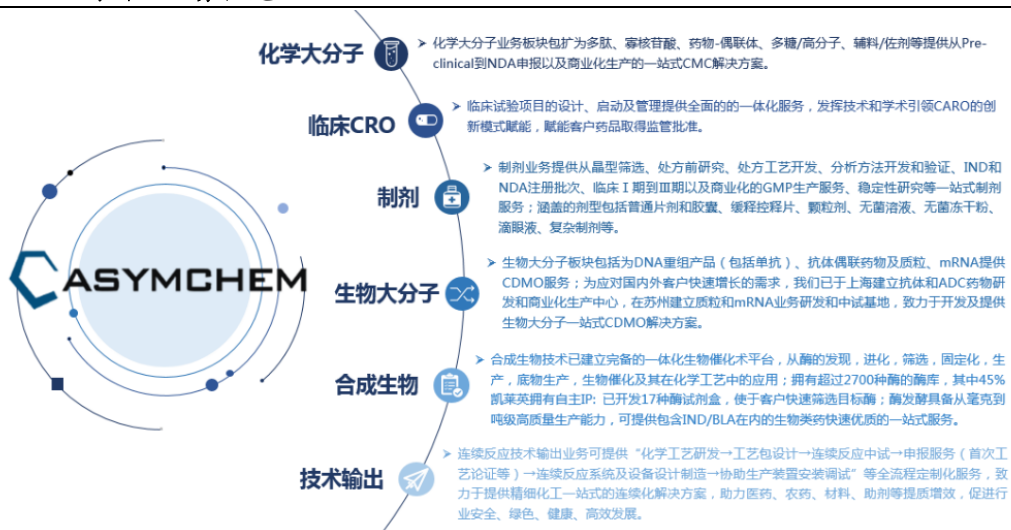 化学大分子
➢ 化学大分子业务板块包扩为多肽、寡核苷酸、药物-偶联体、多糖/高分子、辅料/佐剂等提供从Pre-
clinical到NDA申报以及商业化生产的一站式CMC解决方案。
临床CRO
➢ 临床试验项目的设计、启动及管理提供全面的的一体化服务，发挥技术和学术引领CARO的创
新模式赋能，赋能客户药品取得监管批准。
制剂
➢ 制剂业务提供从晶型筛选、处方前研究、处方工艺开发、分析方法开发和验证、IND和
NDA注册批次、临床Ⅰ期到Ⅲ期以及商业化的GMP生产服务、稳定性研究等一站式制剂
服务；涵盖的剂型包括普通片剂和胶囊、缓释控释片、颗粒剂、无菌溶液、无菌冻干粉、
滴眼液、复杂制剂等。
ASYMCHEM
生物大分子
➢ 生物大分子板块包括为DNA重组产品（包括单抗）、抗体偶联药物及质粒、mRNA提供
CDMO服务；为应对国内外客户快速增长的需求，我们已于上海建立抗体和ADC药物研
发和商业化生产中心，在苏州建立质粒和mRNA业务研发和中试基地，致力于开发及提供
生物大分子一站式CDMO解决方案。
合成生物
➢ 合成生物技术已建立完备的一体化生物催化术平台，从酶的发现，进化，筛选，固定化，生
产，底物生产，生物催化及其在化学工艺中的应用；拥有超过2700种酶的酶库，其中45%
凯莱英拥有自主IP: 已开发17种酶试剂盒，使于客户快速筛选目标酶；酶发酵具备从毫克到
吨级高质量生产能力，可提供包含IND/BLA在内的生物类药快速优质的一站式服务。
技术输出
➢ 连续反应技术输出业务可提供“化学工艺研发→工艺包设计→连续反应中试→申报服务（首次工
艺论证等）→连续反应系统及设备设计制造→协助生产装置安装调试”等全流程定制化服务，致
力于提供精细化工一站式的连续化解决方案，助力医药、农药、材料、助剂等提质增效，促进行
业安全、绿色、健康、高效发展。